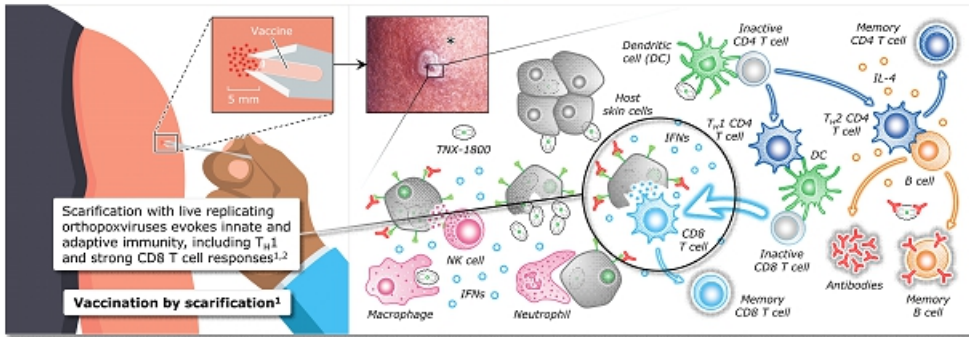 Vaccine
5 mm
*
Scarification with live replicating
orthopoxviruses evokes innate and
adaptive immunity, including TH1
and strong CD8 T cell responses1,2
Vaccination by scarification1
TNX-1800
Host
skin cells
Dendritic
cell (DC)
Inactive
CD4 T cell
Memory
CD4 T cell
IL-4
TH1 CD4
T cell
TH2 CD4
T cell
IFNs
DC
B cell
CD8
T cell
Inactive
CD8 T cell
NK cell
IFNs
Macrophage
Neutrophil
Memory
CD8 T cell
Antibodies
Memory
B cell